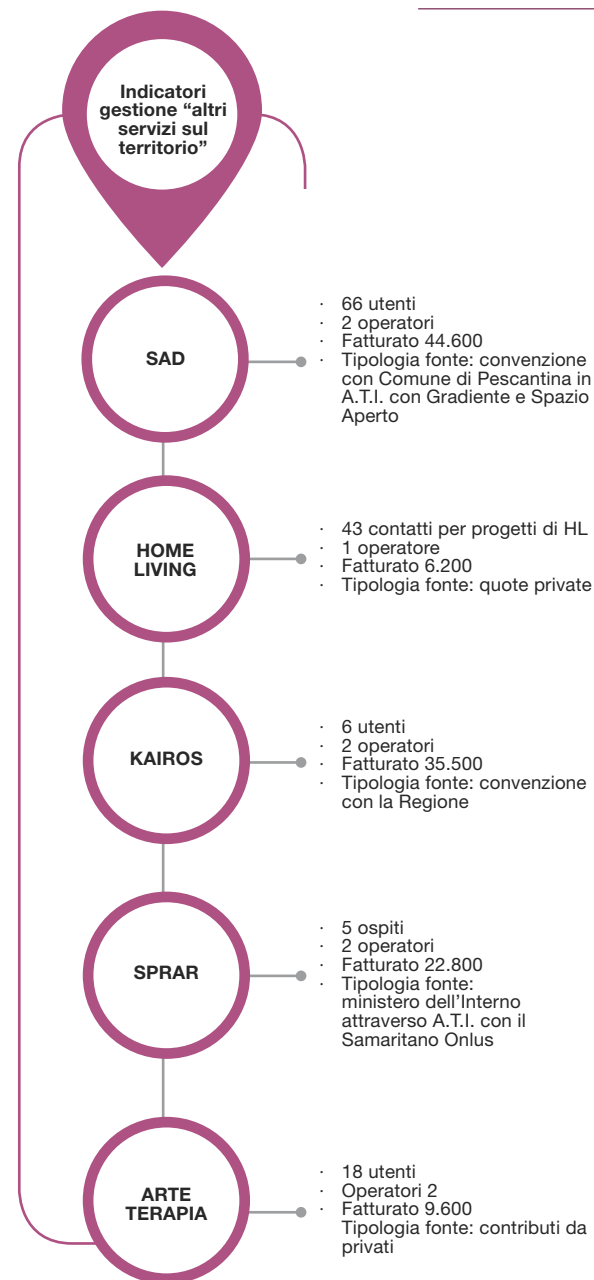 Indicatori
gestione “altri
servizi sul
territorio”
SAD
· 66 utenti
· 2 operatori
· Fatturato 44.600
· Tipologia fonte: convenzione
con Comune di Pescantina in
A.T.I. con Gradiente e Spazio
Aperto
HOME
LIVING
· 43 contatti per progetti di HL
· 1 operatore
· Fatturato 6.200
· Tipologia fonte: quote private
KAIROS
· 6 utenti
· 2 operatori
· Fatturato 35.500
· Tipologia fonte: convenzione
con la Regione
SPRAR
· 5 ospiti
· 2 operatori
· Fatturato 22.800
· Tipologia fonte:
ministero dell’Interno
attraverso A.T.I. con il
Samaritano Onlus
ARTE
TERAPIA
· 18 utenti
· Operatori 2
· Fatturato 9.600
Tipologia fonte: contributi da
privati